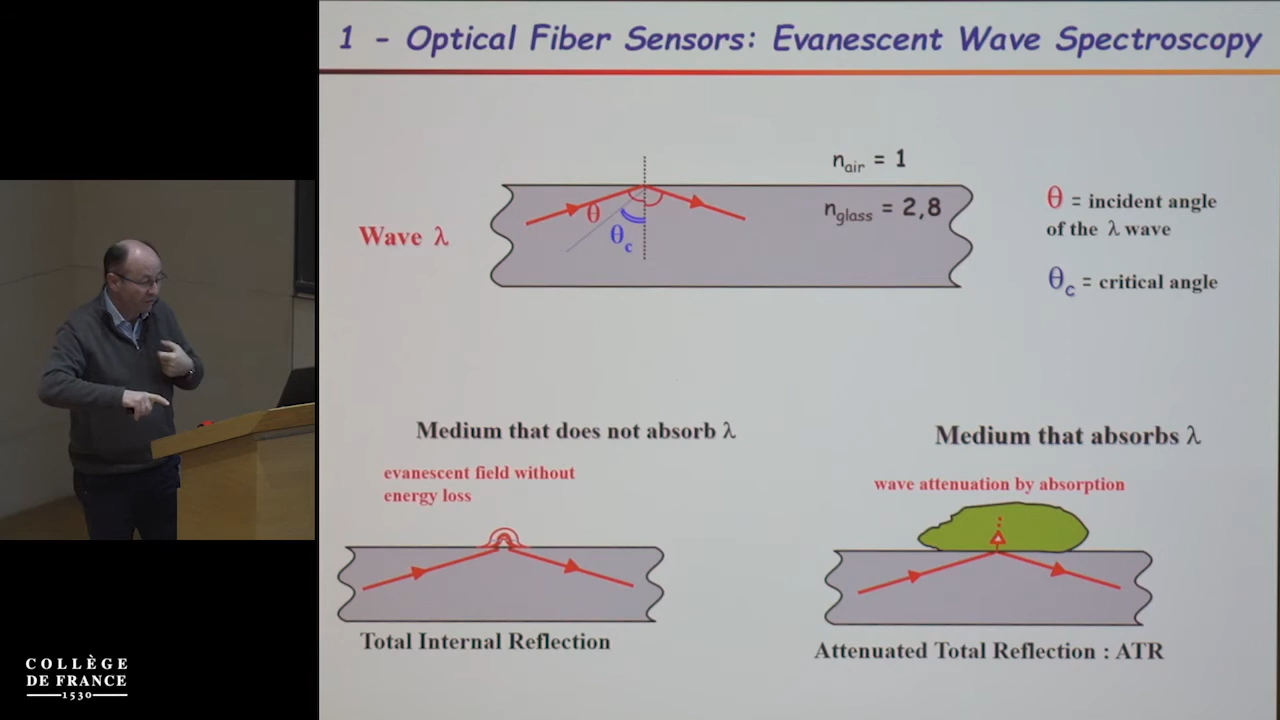 1 - Optical Fiber Sensors: Evanescent Wave Spectroscopy
n_air = 1
n_glass = 2,8
Wave λ
θ
θ_c
θ = incident angle
of the λ wave
θ_c = critical angle
Medium that does not absorb λ
evanescent field without
energy loss
Total Internal Reflection
Medium that absorbs λ
wave attenuation by absorption
Attenuated Total Reflection : ATR
COLLÈGE
DE FRANCE
1530